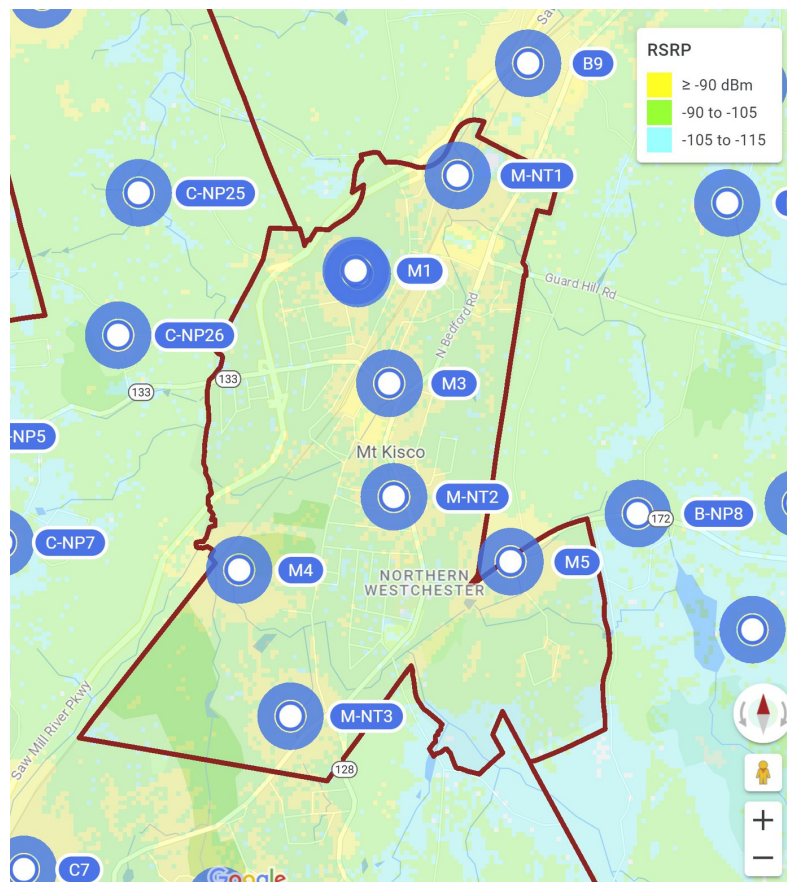 Saw
B9
RSRP
≥ -90 dBm
-90 to -105
-105 to -115
M-NT1
C-NP25
M1
Guard Hill Rd
N Bedford Rd
C-NP26
133
133
M3
-NP5
Mt Kisco
M-NT2
B-NP8
172
C-NP7
M4
M5
NORTHERN
WESTCHESTER
Saw Mill River Pkwy
M-NT3
128
C7
Google